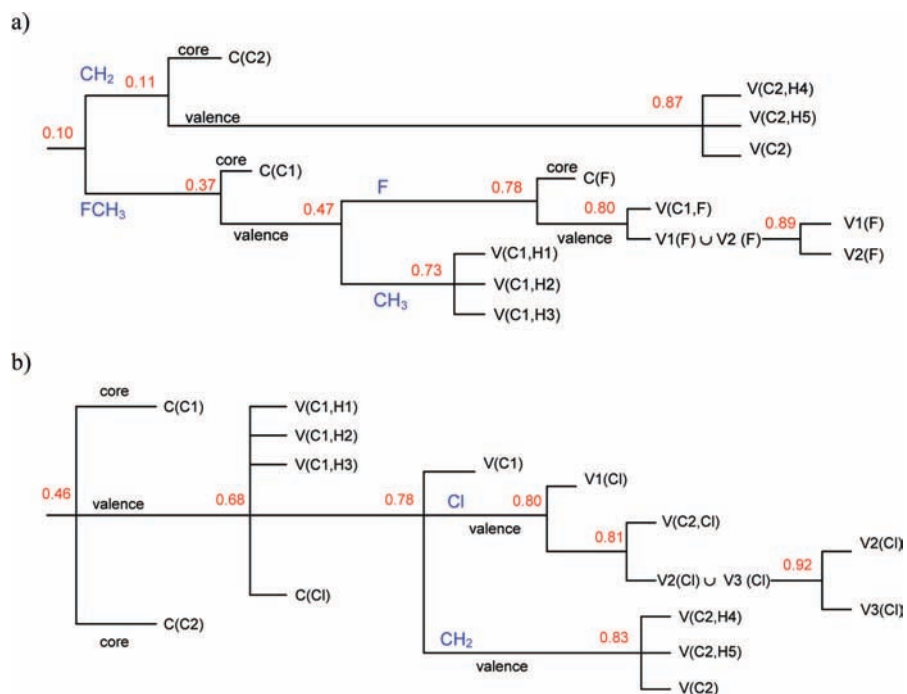 a)
core C(C2)
CH2
0.11
valence
0.87
V(C2,H4)
V(C2,H5)
V(C2)
0.10
core C(C1)
0.37
FCH3
valence
0.47
F
0.78
core C(F)
0.80
valence
V(C1,F)
V1(F) ∪ V2 (F)
0.89
V1(F)
V2(F)
0.73
CH3
V(C1,H1)
V(C1,H2)
V(C1,H3)
b)
core
C(C1)
0.46
valence
C(C2)
core
0.68
V(C1,H1)
V(C1,H2)
V(C1,H3)
C(Cl)
0.78
V(C1)
Cl
valence
0.80
V1(Cl)
0.81
V(C2,Cl)
V2(Cl) ∪ V3 (Cl)
0.92
V2(Cl)
V3(Cl)
CH2
valence
0.83
V(C2,H4)
V(C2,H5)
V(C2)